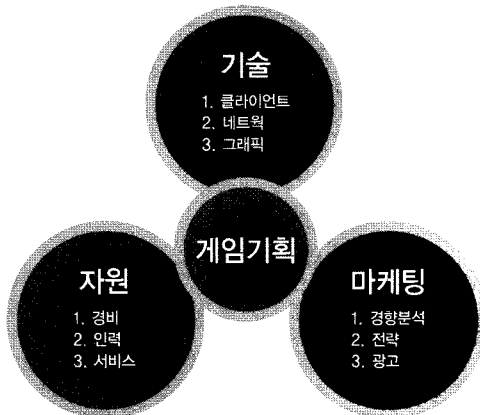 기술
1. 클라이언트
2. 네트웍
3. 그래픽
게임기획
자원
1. 경비
2. 인력
3. 서비스
마케팅
1. 경향분석
2. 전략
3. 광고